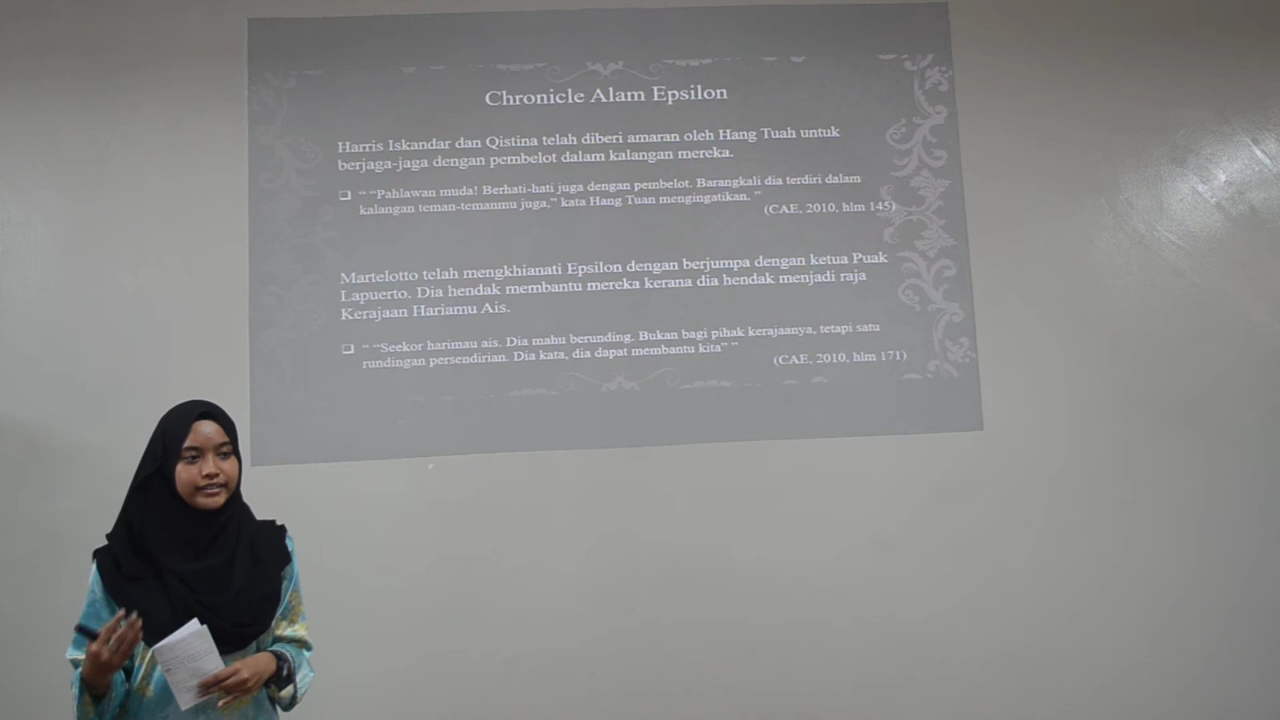 Chronicle Alam Epsilon
Harris Iskandar dan Qistina telah diberi amaran oleh Hang Tuah untuk
berjaga-jaga dengan pembelot dalam kalangan mereka.
“ “Pahlawan muda! Berhati-hati juga dengan pembelot. Barangkali dia terdiri dalam
kalangan teman-temanmu juga,” kata Hang Tuan mengingatikan. ”
(CAE, 2010, hlm 145)
Martelotto telah mengkhianati Epsilon dengan berjumpa dengan ketua Puak
Lapuerto. Dia hendak membantu mereka kerana dia hendak menjadi raja
Kerajaan Hariamu Ais.
“ “Seekor harimau ais. Dia mahu berunding. Bukan bagi pihak kerajaanya, tetapi satu
rundingan persendirian. Dia kata, dia dapat membantu kita” ”
(CAE, 2010, hlm 171)